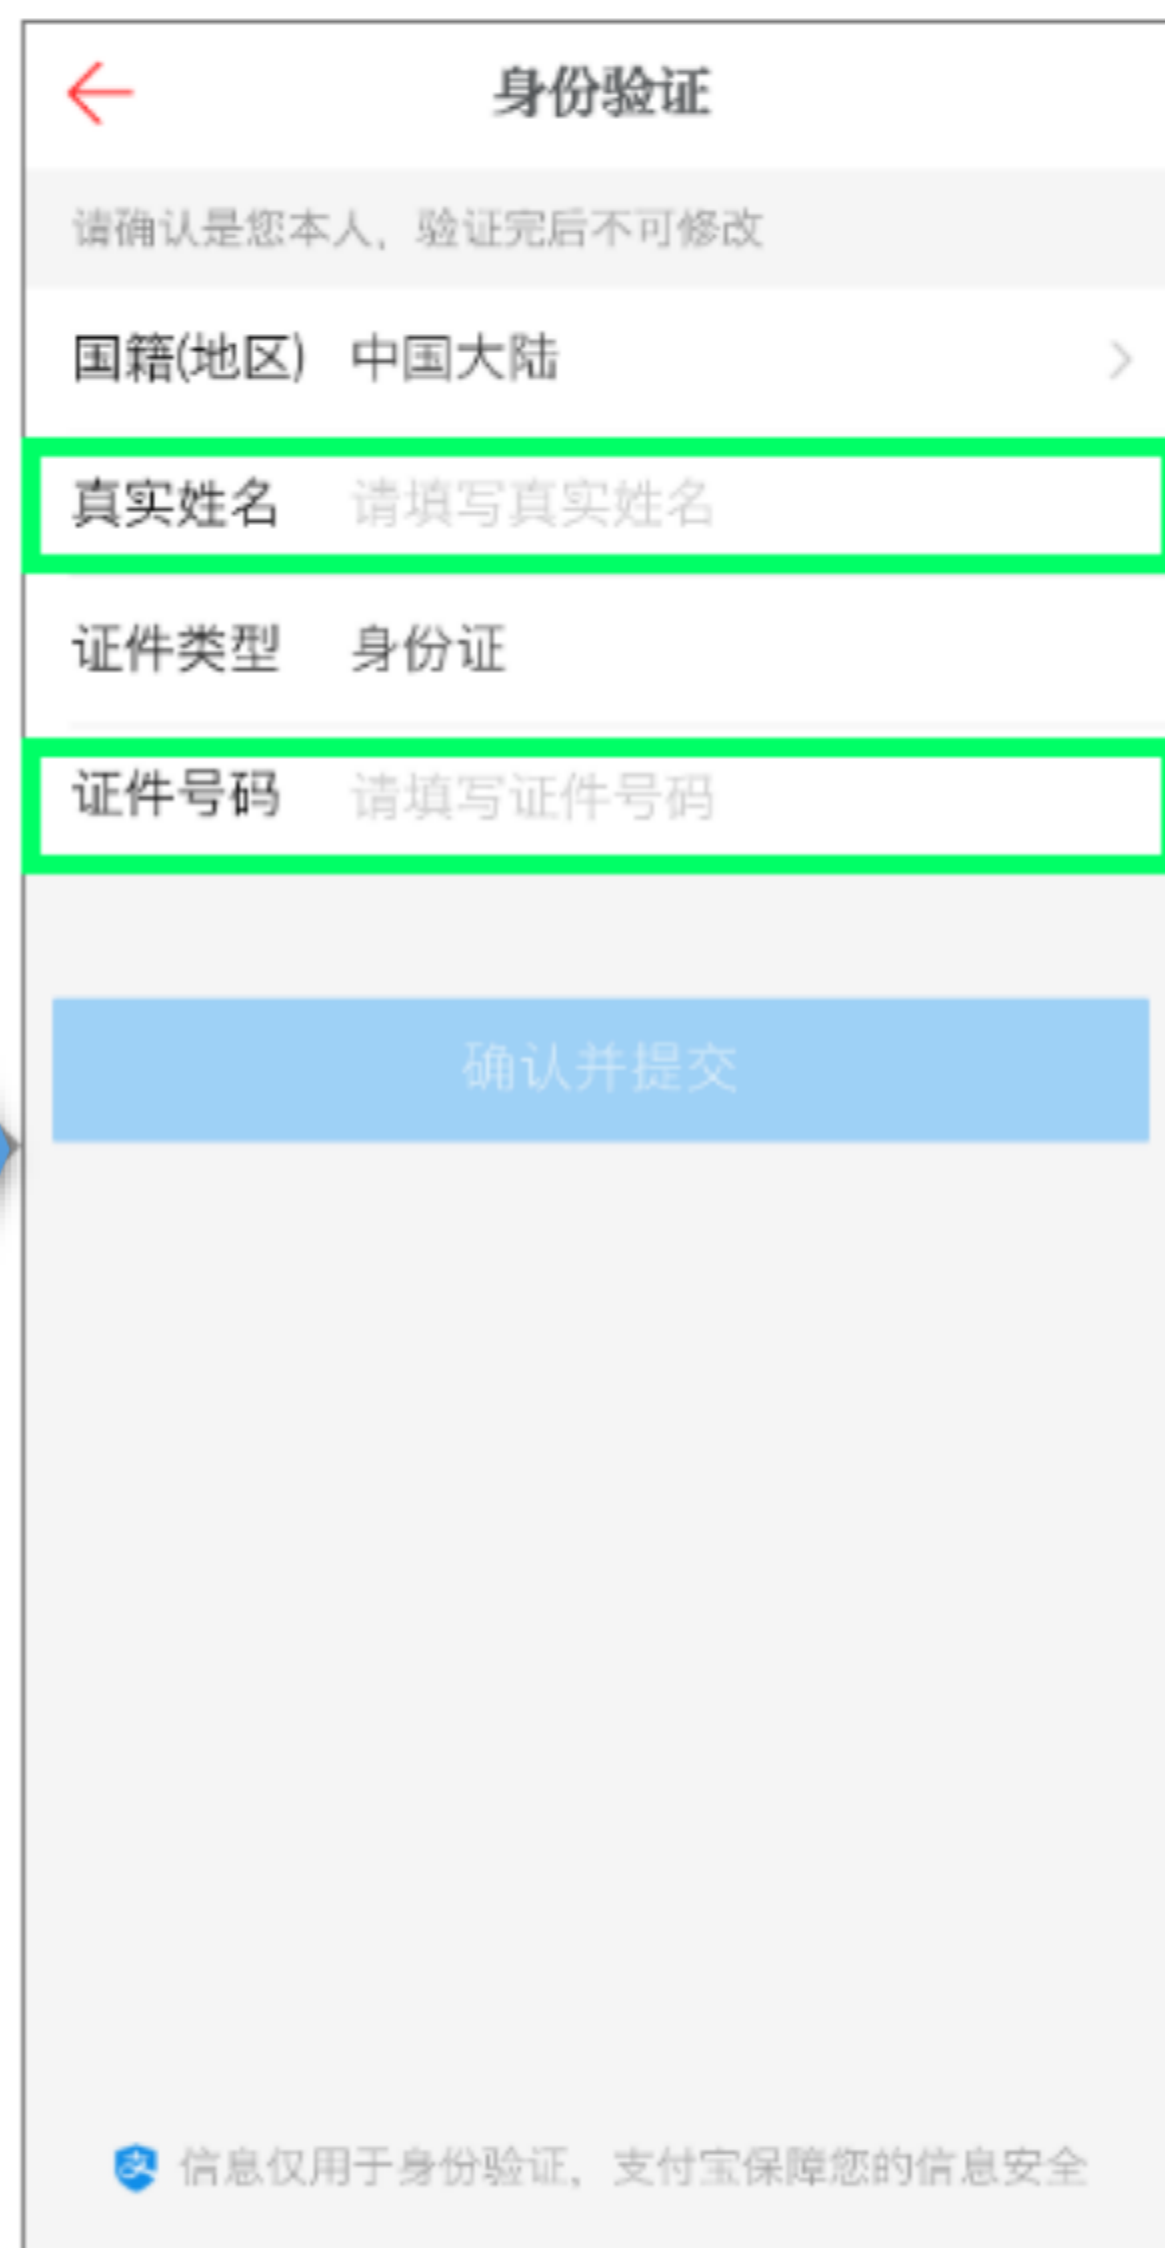 身份验证
请确认是您本人，验证完后不可修改
国籍(地区) 中国大陆
真实姓名 请填写真实姓名
证件类型 身份证
证件号码 请填写证件号码
确认并提交
信息仅用于身份验证，支付宝保障您的信息安全